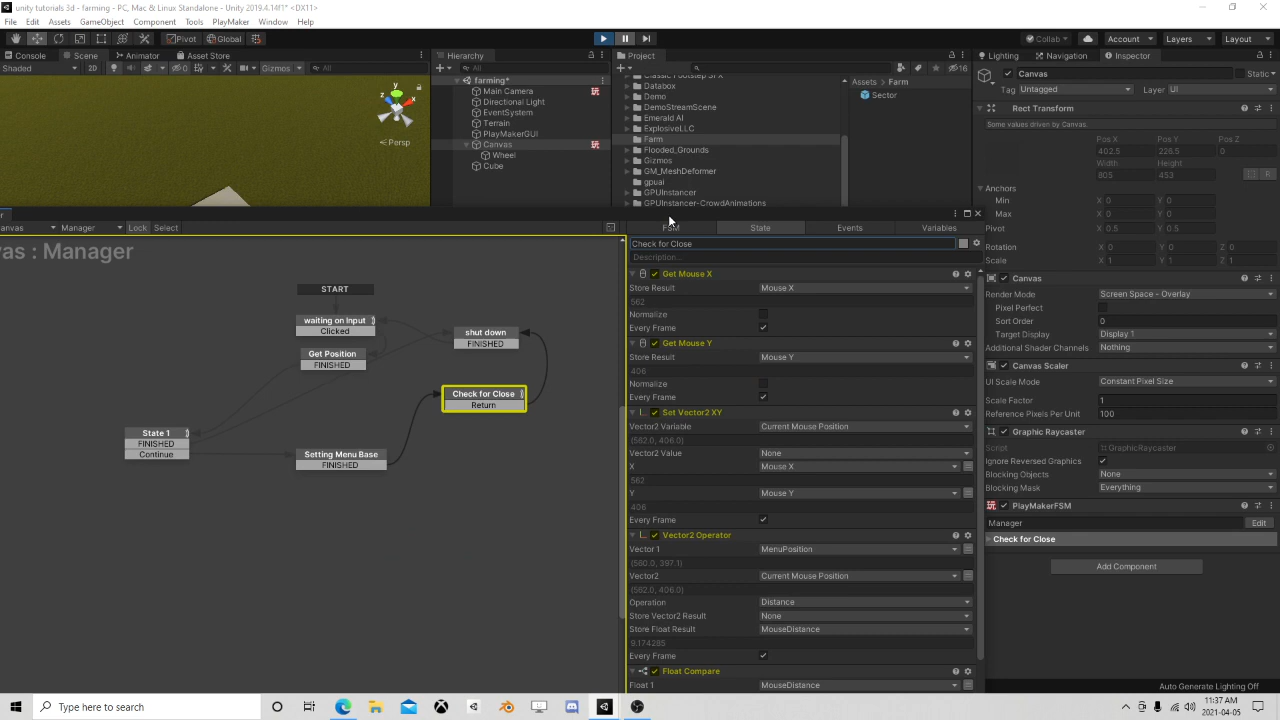 unity tutorials 3d - farming - PC, Mac & Linux Standalone - Unity 2019.4.14f1* <DX11>
File Edit Assets GameObject Component Tools PlayMaker Window Help
Pivot Global Collab Account Layers Layout
Console Scene Animator Asset Store Hierarchy Project Lighting Navigation Inspector
Shaded 2D 0 Gizmos All All 16
Canvas Static
Tag Untagged Layer UI
y
z x
Persp
farming*
Main Camera
Directional Light
EventSystem
Terrain
PlayMakerGUI
Canvas
Wheel
Cube
Classic Footstep SFX
Databox
Demo
DemoStreamScene
Emerald AI
ExplosiveLLC
Farm
Flooded_Grounds
Gizmos
GM_MeshDeformer
gpuai
GPUInstancer
GPUInstancer-CrowdAnimations
Assets > Farm
Sector
Rect Transform
Some values driven by Canvas.
Pos X Pos Y Pos Z
402.5 226.5 0
Width Height
805 453 R
Anchors
Min X 0 Y 0
Max X 0 Y 0
Pivot X 0.5 Y 0.5
Rotation X 0 Y 0 Z 0
Scale X 1 Y 1 Z 1
Canvas
Render Mode Screen Space - Overlay
Pixel Perfect
Sort Order 0
Target Display Display 1
Additional Shader Channels Nothing
Canvas Scaler
UI Scale Mode Constant Pixel Size
Scale Factor 1
Reference Pixels Per Unit 100
Graphic Raycaster
Script GraphicRaycaster
Ignore Reversed Graphics
Blocking Objects None
Blocking Mask Everything
PlayMakerFSM
Manager Edit
Check for Close
Add Component
Auto Generate Lighting Off
anvas Manager Lock Select
vas : Manager
START
waiting on Input
Clicked
Get Position
FINISHED
shut down
FINISHED
Check for Close
Return
State 1
FINISHED
Continue
Setting Menu Base
FINISHED
FSM State Events Variables
Check for Close
Description...
Get Mouse X
Store Result Mouse X
562
Normalize
Every Frame
Get Mouse Y
Store Result Mouse Y
406
Normalize
Every Frame
Set Vector2 XY
Vector2 Variable Current Mouse Position
(562.0, 406.0)
Vector2 Value None
X Mouse X
562
Y Mouse Y
406
Every Frame
Vector2 Operator
Vector 1 MenuPosition
(560.0, 397.1)
Vector2 Current Mouse Position
(562.0, 406.0)
Operation Distance
Store Vector2 Result None
Store Float Result MouseDistance
9.174285
Every Frame
Float Compare
Float 1 MouseDistance
Type here to search
11:37 AM
2021-04-05